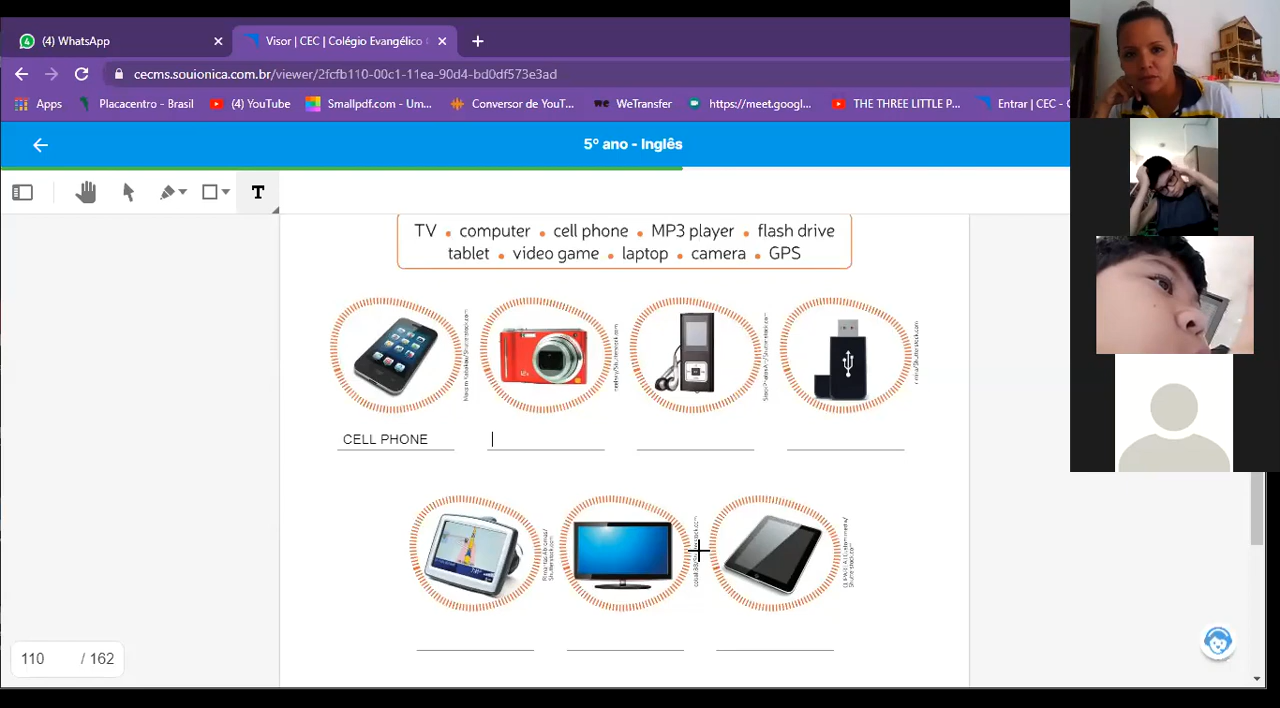 (4) WhatsApp
Visor | CEC | Colégio Evangélico
cecms.souionica.com.br/viewer/2fcfb110-00c1-11ea-90d4-bd0df573e3ad
Apps Placacentro - Brasil (4) YouTube Smallpdf.com - Um... Conversor de YouT... WeTransfer https://meet.googl... THE THREE LITTLE P... Entrar | CEC - C
5º ano - Inglês
T
TV • computer • cell phone • MP3 player • flash drive
tablet • video game • laptop • camera • GPS
CELL PHONE
110 / 162